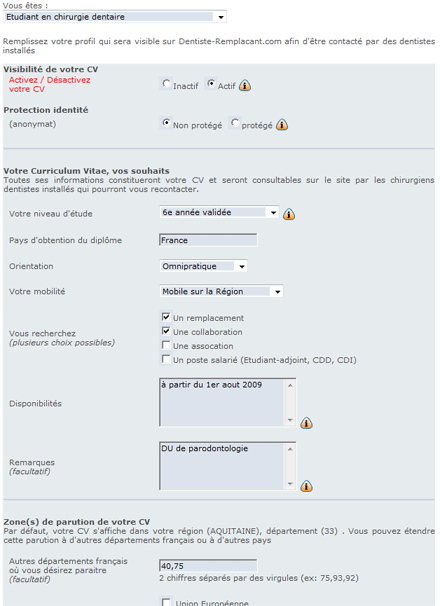 Vous êtes :
Etudiant en chirurgie dentaire
Remplissez votre profil qui sera visible sur Dentiste-Remplacant.com afin d'être contacté par des dentistes
installés
Visibilité de votre CV
Activez / Désactivez
votre CV
Inactif Actif
Protection identité
(anonymat)
Non protégé protégé
Votre Curriculum Vitae, vos souhaits
Toutes ses informations constitueront votre CV et seront consultables sur le site par les chirurgiens
dentistes installés qui pourront vous recontacter.
Votre niveau d'étude 6e année validée
Pays d'obtention du diplôme France
Orientation Omnipratique
Votre mobilité Mobile sur la Région
Vous recherchez
(plusieurs choix possibles)
Un remplacement
Une collaboration
Une assocation
Un poste salarié (Etudiant-adjoint, CDD, CDI)
Disponibilités
à partir du 1er aout 2009
Remarques
(facultatif)
DU de parodontologie
Zone(s) de parution de votre CV
Par défaut, votre CV s'affiche dans votre région (AQUITAINE), département (33) . Vous pouvez étendre
cette parution à d'autres départements français ou à d'autres pays
Autres départements français
où vous désirez paraitre
(facultatif)
40,75
2 chiffres séparés par des virgules (ex: 75,93,92)
Union Européenne